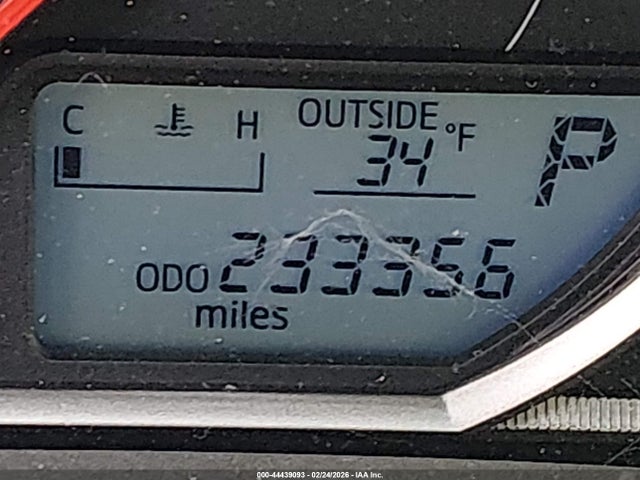 C H OUTSIDE °F P
34
ODO 233366
miles
000-44439093 - 02/24/2026 - IAA Inc.